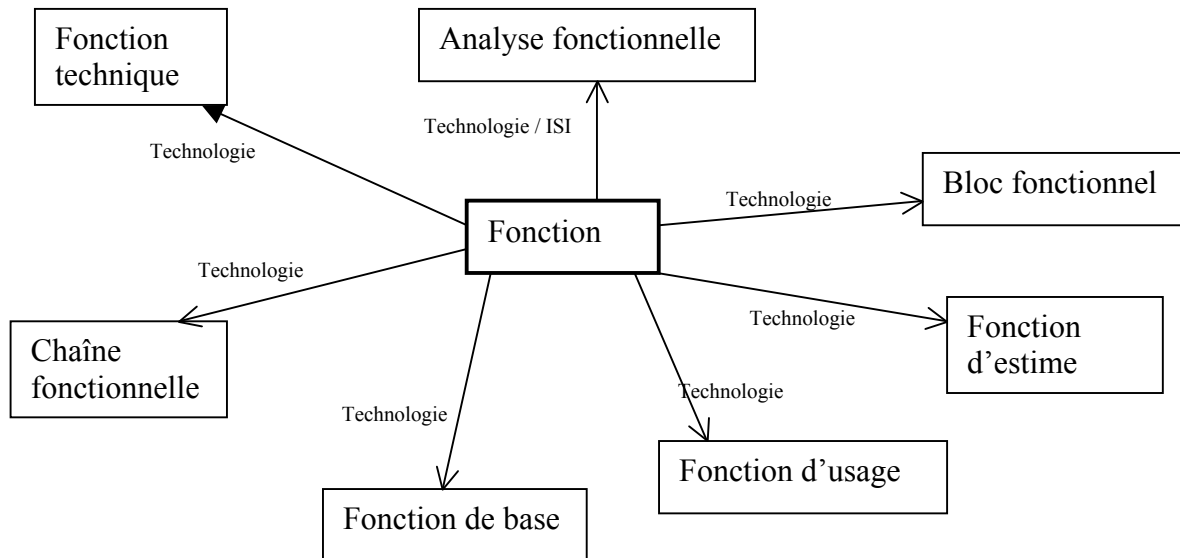 Fonction
technique
Analyse fonctionnelle
Technologie / ISI
Technologie
Bloc fonctionnel
Technologie
Fonction
Technologie
Technologie
Fonction
d’estime
Chaîne
fonctionnelle
Technologie
Technologie
Fonction d’usage
Fonction de base